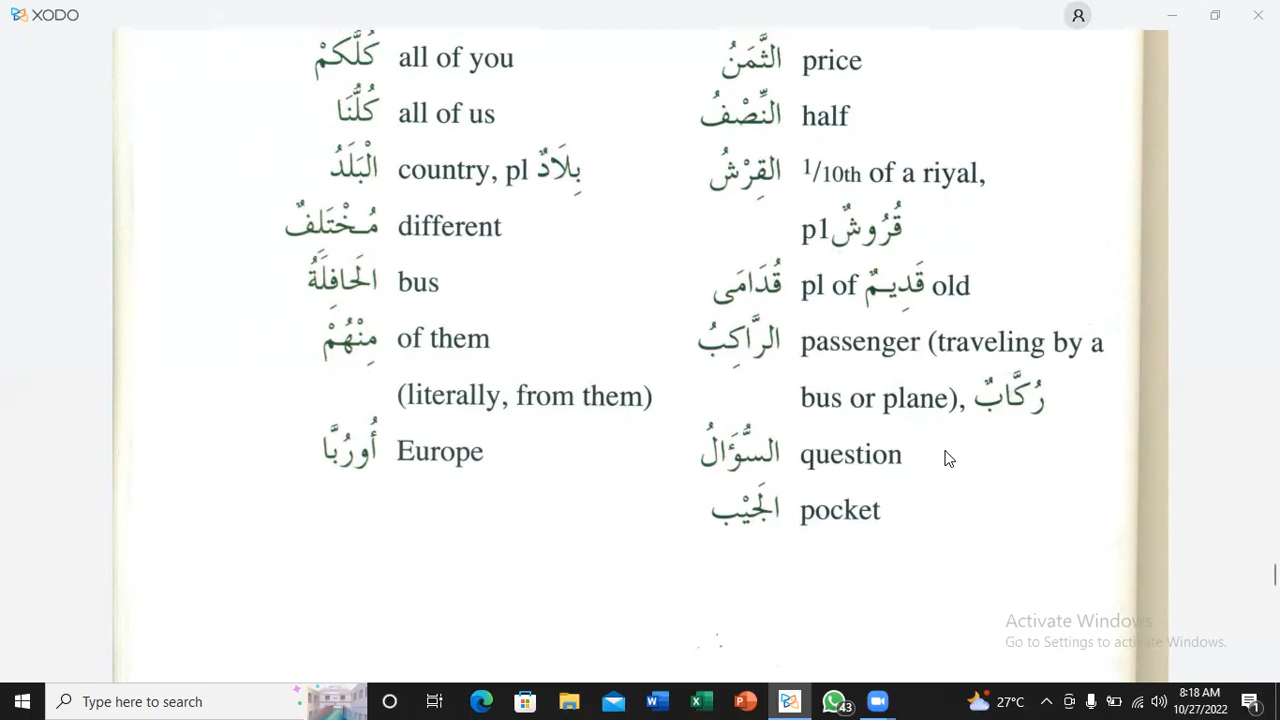 XODO
كُلُّكُمْ all of you
كُلُّنَا all of us
الْبَلَدُ country, pl بِلَادٌ
مُخْتَلِفٌ different
الحَافِلَةُ bus
مِنْهُمْ of them
(literally, from them)
أُورُبَّا Europe
الثَّمَنُ price
النِّصْفُ half
القِرْشُ 1/10th of a riyal,
p1 قُرُوشٌ
قُدَامَى pl of قَدِيمٌ old
الرَّاكِبُ passenger (traveling by a
bus or plane), رُكَّابٌ
السُّؤَالُ question
الجَيْب pocket
Activate Windows
Go to Settings to activate Windows.
Type here to search
43
27°C
8:18 AM
10/27/2022
1